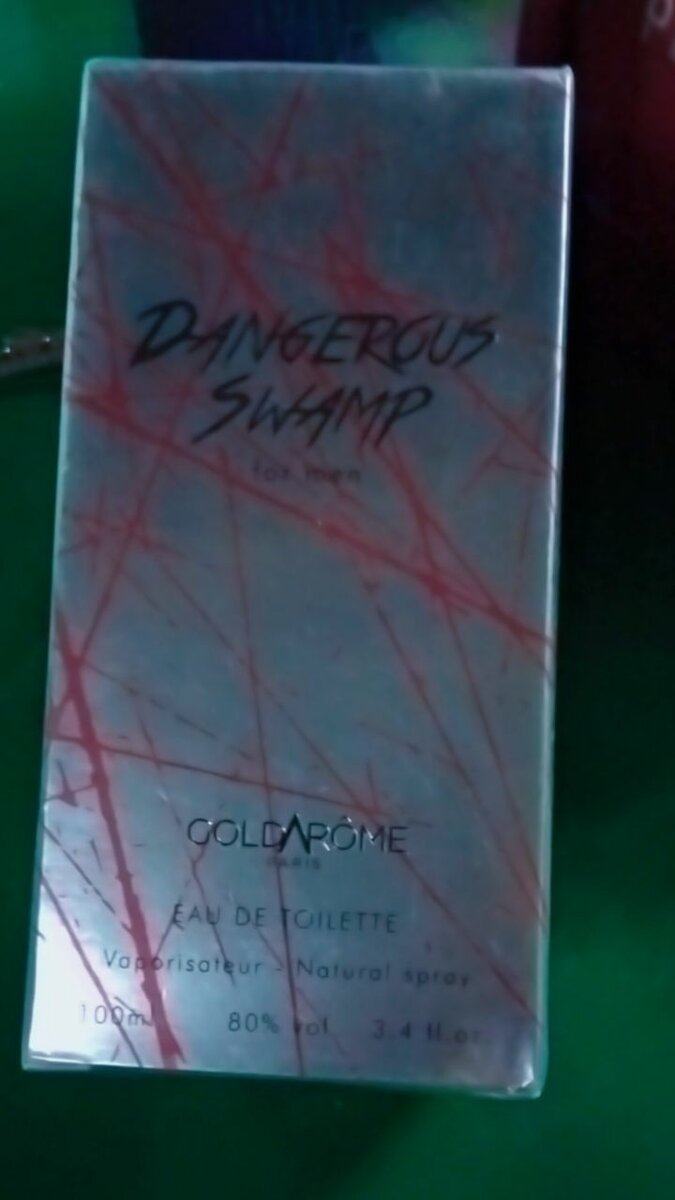 DANGEROUS
SWAMP
for men
GOLDARÔME
PARIS
EAU DE TOILETTE
Vaporisateur - Natural spray
100ml 80% vol 3.4 fl.oz